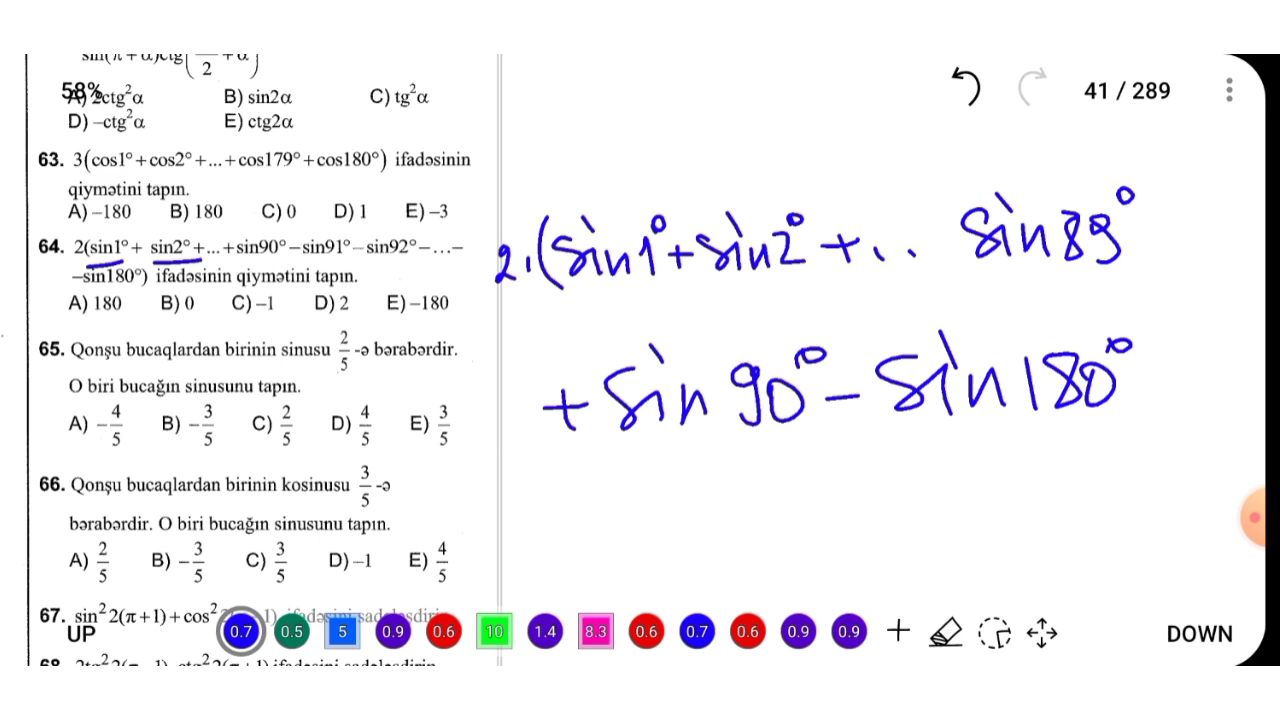 58%
A) 2ctg²α B) sin2α C) tg²α
D) –ctg²α E) ctg2α
63. 3(cos1° + cos2° + ... + cos179° + cos180°) ifadəsinin
qiymətini tapın.
A) –180 B) 180 C) 0 D) 1 E) –3
64. 2(sin1° + sin2° + ... + sin90° – sin91° – sin92° – ... –
–sin180°) ifadəsinin qiymətini tapın.
A) 180 B) 0 C) –1 D) 2 E) –180
65. Qonşu bucaqlardan birinin sinusu 2/5 -ə bərabərdir.
O biri bucağın sinusunu tapın.
A) –4/5 B) –3/5 C) 2/5 D) 4/5 E) 3/5
66. Qonşu bucaqlardan birinin kosinusu 3/5 -ə
bərabərdir. O biri bucağın sinusunu tapın.
A) 2/5 B) –3/5 C) 3/5 D) –1 E) 4/5
67. sin²2(π + 1) + cos²
41 / 289
2.(sin1° + sin2° + ... sin89°
+ sin90° – sin180°
UP 0.7 0.5 5 0.9 0.6 10 1.4 8.3 0.6 0.7 0.6 0.9 0.9 + DOWN